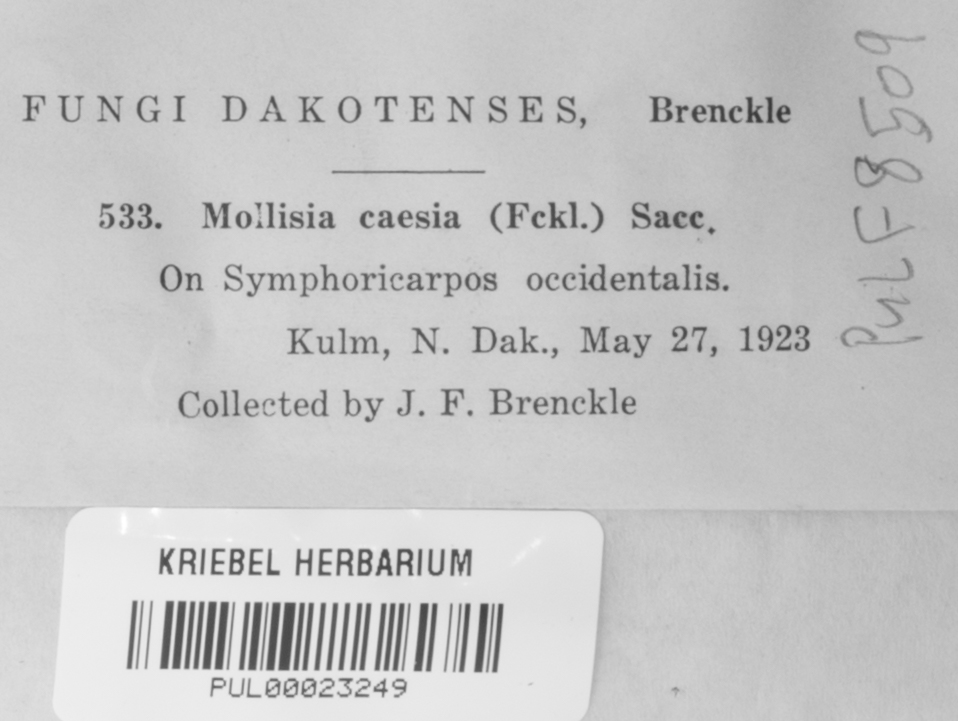 FUNGI DAKOTENSES, Brenckle
533. Mollisia caesia (Fckl.) Sacc.
On Symphoricarpos occidentalis.
Kulm, N. Dak., May 27, 1923
Collected by J. F. Brenckle
PUL F8509
KRIEBEL HERBARIUM
PUL00023249